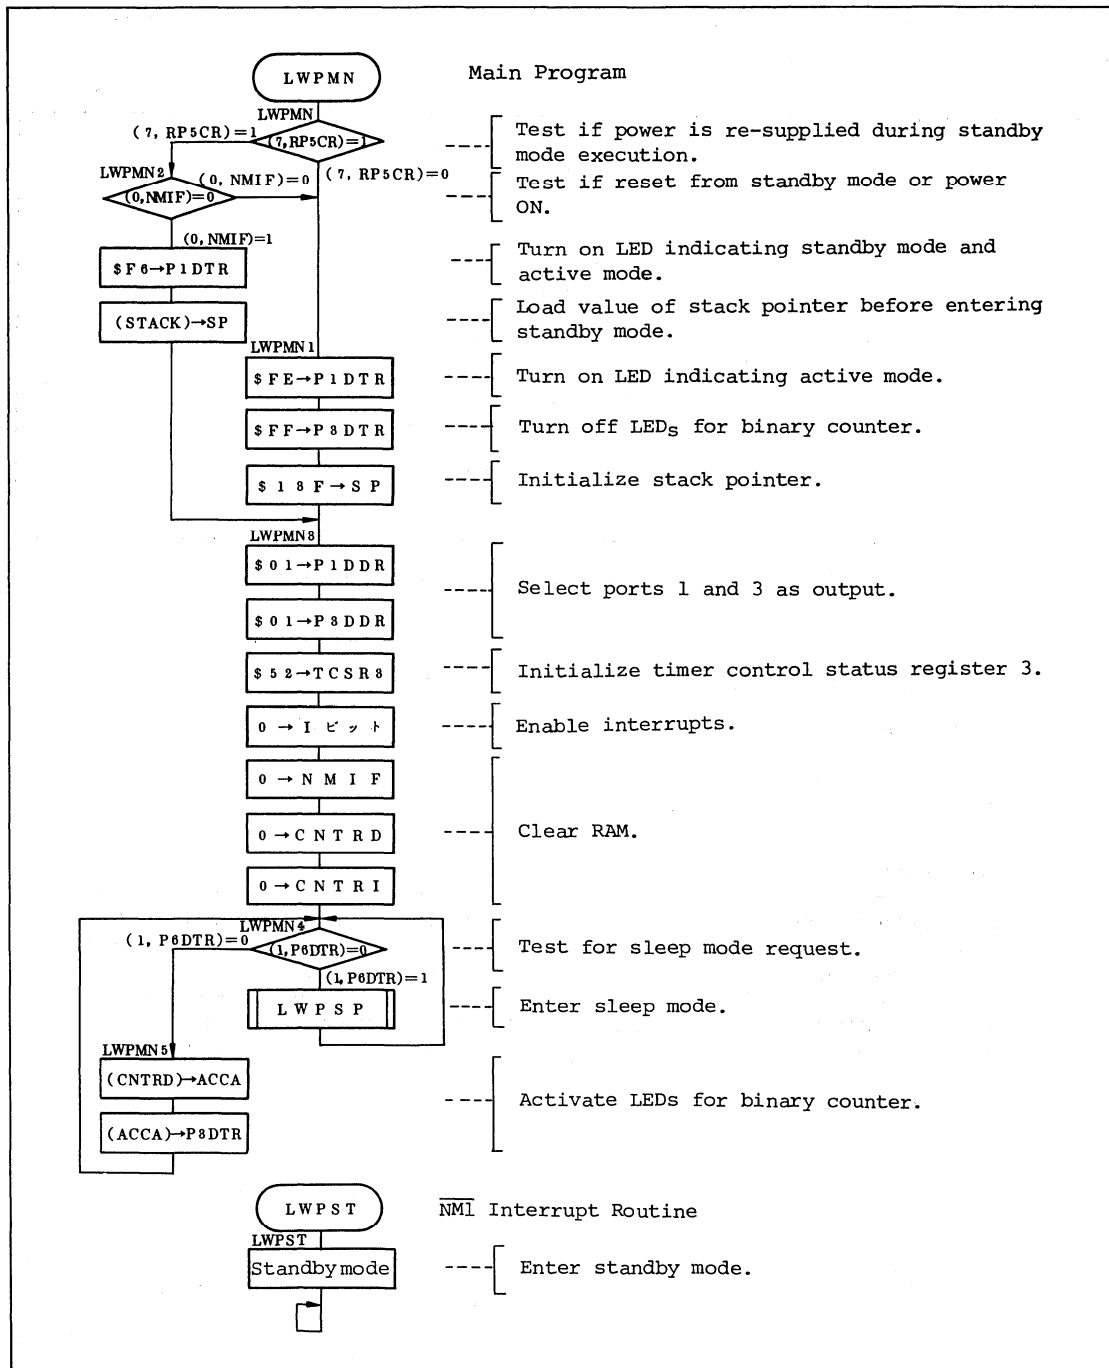 LWPMN
Main Program
LWPMN
(7, RP5CR)=1
(7,RP5CR)=1
Test if power is re-supplied during standby
mode execution.
(7, RP5CR)=0
LWPMN2
(0, NMIF)=0
(0,NMIF)=0
Test if reset from standby mode or power
ON.
(0,NMIF)=1
$F6→P1DTR
Turn on LED indicating standby mode and
active mode.
(STACK)→SP
Load value of stack pointer before entering
standby mode.
LWPMN1
$FE→P1DTR
Turn on LED indicating active mode.
$FF→P3DTR
Turn off LEDs for binary counter.
$13F→SP
Initialize stack pointer.
LWPMN3
$01→P1DDR
Select ports 1 and 3 as output.
$01→P3DDR
$52→TCSR3
Initialize timer control status register 3.
0→Iビット
Enable interrupts.
0→NMIF
0→CNTRD
Clear RAM.
0→CNTRI
LWPMN4
(1, P6DTR)=0
(1,P6DTR)=0
Test for sleep mode request.
(1,P6DTR)=1
LWPSP
Enter sleep mode.
LWPMN5
(CNTRD)→ACCA
Activate LEDs for binary counter.
(ACCA)→P3DTR
LWPST
NMI Interrupt Routine
LWPST
Standby mode
Enter standby mode.